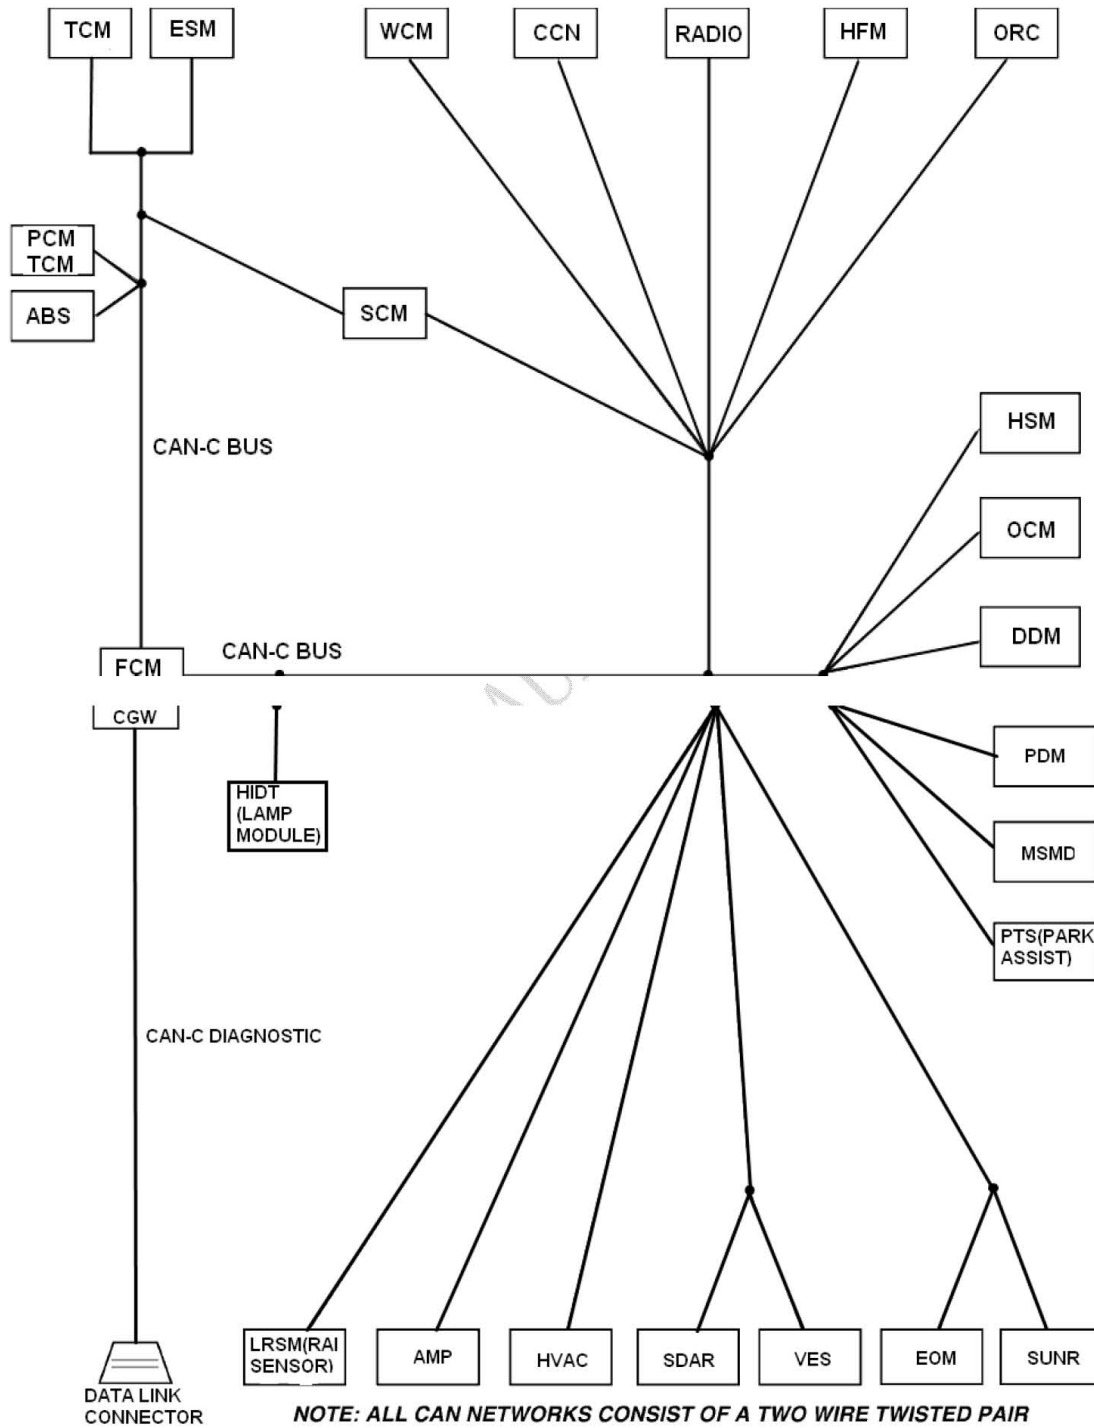 TCM
ESM
WCM
CCN
RADIO
HFM
ORC
PCM
TCM
ABS
SCM
HSM
CAN-C BUS
OCM
DDM
CAN-C BUS
FCM
CGW
PDM
HIDT
(LAMP
MODULE)
MSMD
PTS(PARK
ASSIST)
CAN-C DIAGNOSTIC
LRSM(RAI
SENSOR)
AMP
HVAC
SDAR
VES
EOM
SUNR
DATA LINK
CONNECTOR
NOTE: ALL CAN NETWORKS CONSIST OF A TWO WIRE TWISTED PAIR